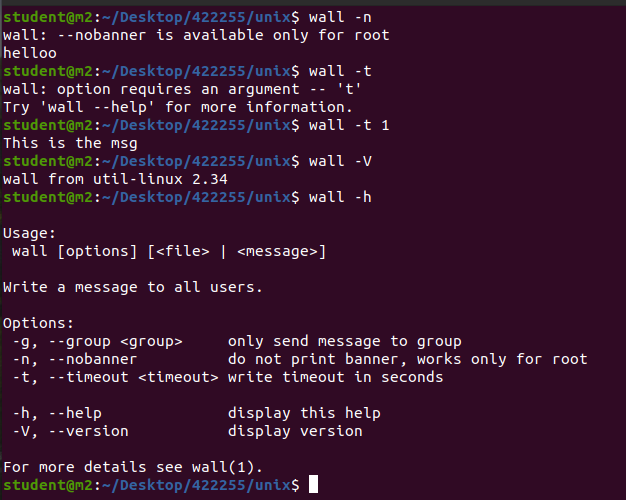 student@m2:~/Desktop/422255/unix$ wall -n
wall: --nobanner is available only for root
helloo
student@m2:~/Desktop/422255/unix$ wall -t
wall: option requires an argument -- 't'
Try 'wall --help' for more information.
student@m2:~/Desktop/422255/unix$ wall -t 1
This is the msg
student@m2:~/Desktop/422255/unix$ wall -V
wall from util-linux 2.34
student@m2:~/Desktop/422255/unix$ wall -h

Usage:
 wall [options] [<file> | <message>]

Write a message to all users.

Options:
 -g, --group <group>     only send message to group
 -n, --nobanner          do not print banner, works only for root
 -t, --timeout <timeout> write timeout in seconds

 -h, --help              display this help
 -V, --version           display version

For more details see wall(1).
student@m2:~/Desktop/422255/unix$